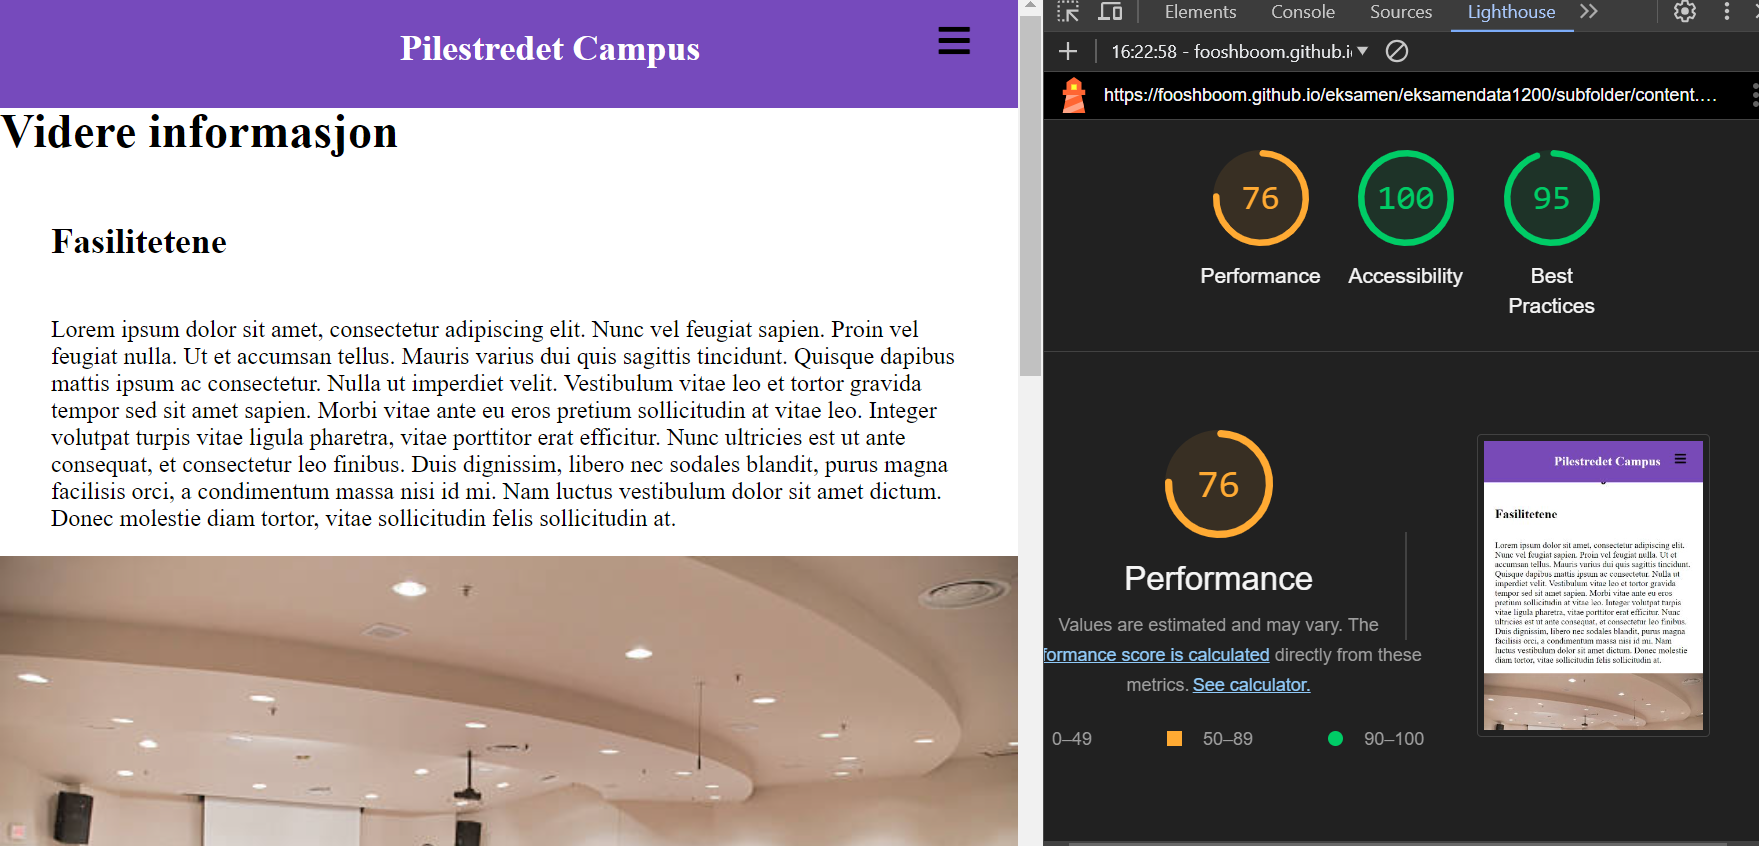 Pilestredet Campus
Videre informasjon
Fasilitetene
Lorem ipsum dolor sit amet, consectetur adipiscing elit. Nunc vel feugiat sapien. Proin vel
feugiat nulla. Ut et accumsan tellus. Mauris varius dui quis sagittis tincidunt. Quisque dapibus
mattis ipsum ac consectetur. Nulla ut imperdiet velit. Vestibulum vitae leo et tortor gravida
tempor sed sit amet sapien. Morbi vitae ante eu eros pretium sollicitudin at vitae leo. Integer
volutpat turpis vitae ligula pharetra, vitae porttitor erat efficitur. Nunc ultricies est ut ante
consequat, et consectetur leo finibus. Duis dignissim, libero nec sodales blandit, purus magna
facilisis orci, a condimentum massa nisi id mi. Nam luctus vestibulum dolor sit amet dictum.
Donec molestie diam tortor, vitae sollicitudin felis sollicitudin at.
Elements Console Sources Lighthouse
16:22:58 - fooshboom.github.i
https://fooshboom.github.io/eksamen/eksamendata1200/subfolder/content.…
76 100 95
Performance Accessibility Best
Practices
76
Performance
Values are estimated and may vary. The
formance score is calculated directly from these
metrics. See calculator.
0–49 50–89 90–100
Pilestredet Campus
Fasilitetene
Lorem ipsum dolor sit amet, consectetur adipiscing elit.
Nunc vel feugiat sapien. Proin vel feugiat nulla. Ut et
accumsan tellus. Mauris varius dui quis sagittis tincidunt.
Quisque dapibus mattis ipsum ac consectetur. Nulla ut
imperdiet velit. Vestibulum vitae leo et tortor gravida
tempor sed sit amet sapien. Morbi vitae ante eu eros
pretium sollicitudin at vitae leo. Integer volutpat turpis
vitae ligula pharetra, vitae porttitor erat efficitur. Nunc
ultricies est ut ante consequat, et consectetur leo finibus.
Duis dignissim, libero nec sodales blandit, purus magna
facilisis orci, a condimentum massa nisi id mi. Nam
luctus vestibulum dolor sit amet dictum. Donec molestie
diam tortor, vitae sollicitudin felis sollicitudin at.